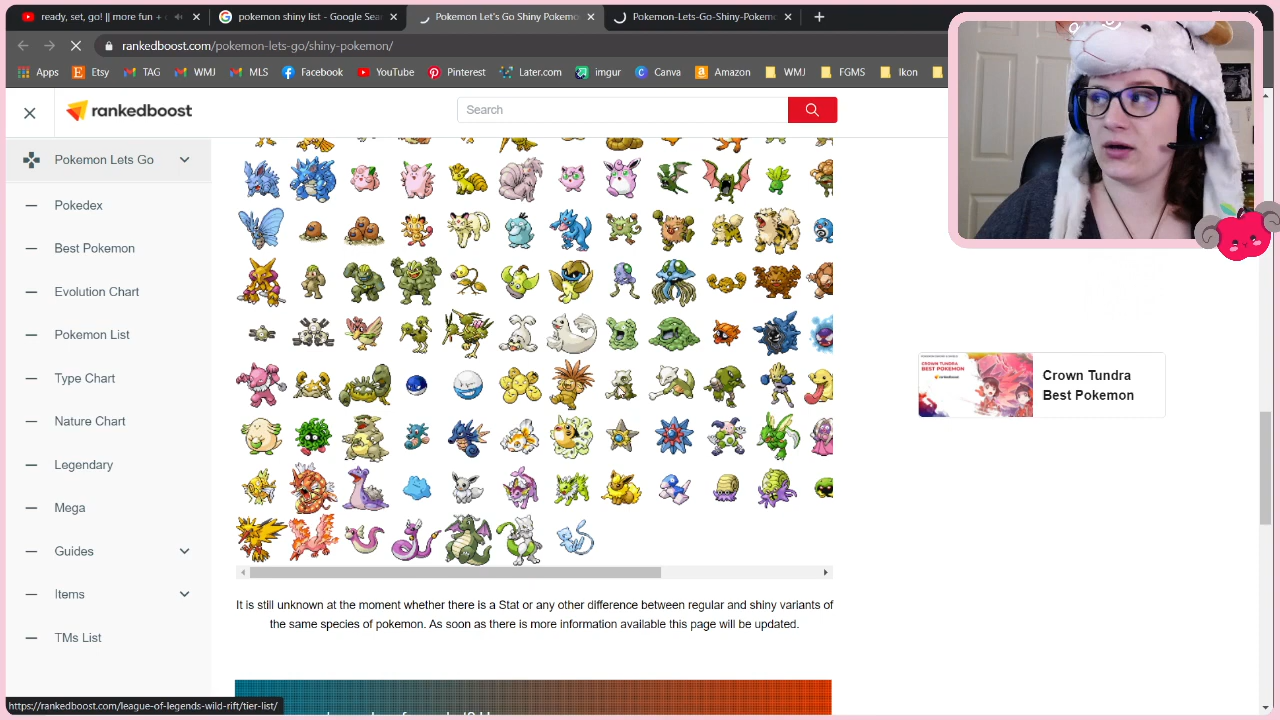 ready, set, go! || more fun +
pokemon shiny list - Google Sea
Pokemon Let's Go Shiny Pokemo
Pokemon-Lets-Go-Shiny-Pokem
rankedboost.com/pokemon-lets-go/shiny-pokemon/
Apps Etsy TAG WMJ MLS Facebook YouTube Pinterest Later.com imgur Canva Amazon WMJ FGMS Ikon
rankedboost
Search
Pokemon Lets Go
Pokedex
Best Pokemon
Evolution Chart
Pokemon List
Type Chart
Nature Chart
Legendary
Mega
Guides
Items
TMs List
CROWN TUNDRA
BEST POKEMON
rankedboost
Crown Tundra
Best Pokemon
It is still unknown at the moment whether there is a Stat or any other difference between regular and shiny variants of
the same species of pokemon. As soon as there is more information available this page will be updated.
https://rankedboost.com/league-of-legends-wild-rift/tier-list/